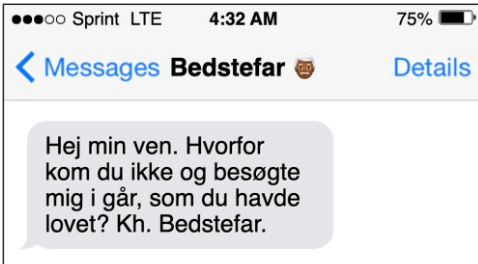 ●●●○○ Sprint LTE 4:32 AM 75%
Messages Bedstefar 👴🏾 Details
Hej min ven. Hvorfor
kom du ikke og besøgte
mig i går, som du havde
lovet? Kh. Bedstefar.